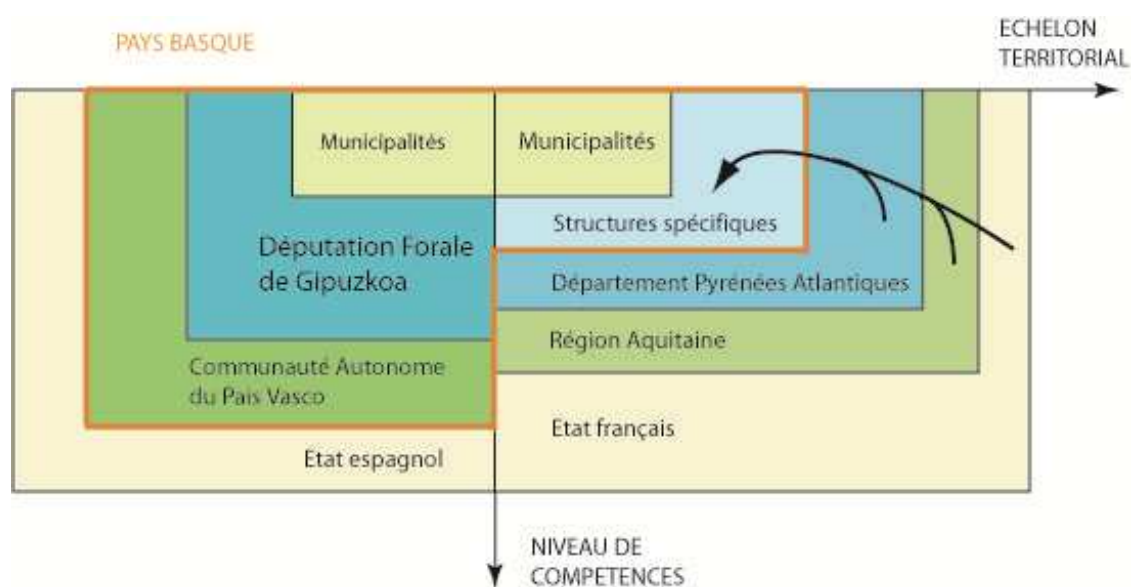 PAYS BASQUE
ECHELON
TERRITORIAL
Municipalités
Municipalités
Structures spécifiques
Députation Forale
de Gipuzkoa
Département Pyrénées Atlantiques
Région Aquitaine
Communauté Autonome
du Pais Vasco
Etat français
Etat espagnol
NIVEAU DE
COMPETENCES